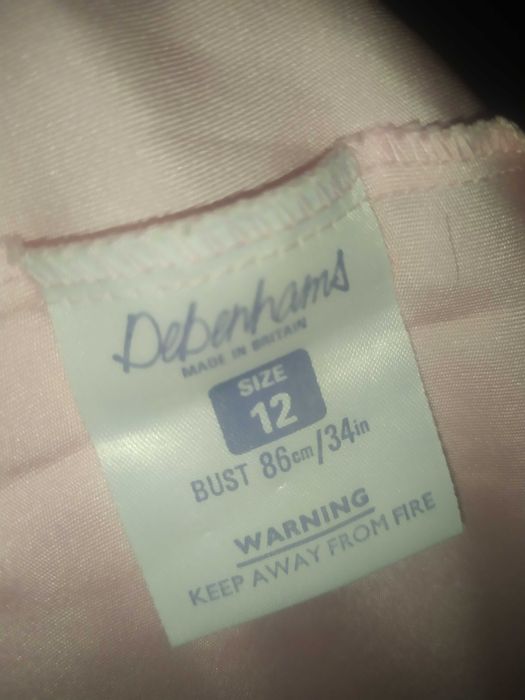 Debenhams
MADE IN BRITAIN
SIZE
12
BUST 86cm/34in
WARNING
KEEP AWAY FROM FIRE